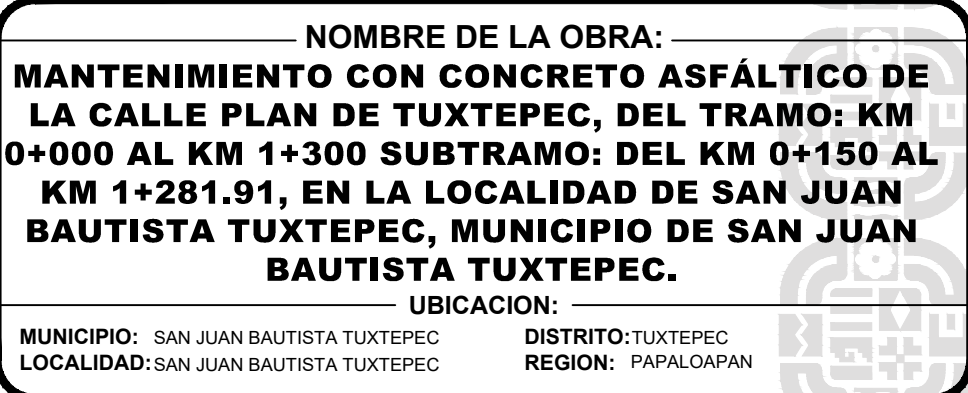 NOMBRE DE LA OBRA:
MANTENIMIENTO CON CONCRETO ASFÁLTICO DE
LA CALLE PLAN DE TUXTEPEC, DEL TRAMO: KM
0+000 AL KM 1+300 SUBTRAMO: DEL KM 0+150 AL
KM 1+281.91, EN LA LOCALIDAD DE SAN JUAN
BAUTISTA TUXTEPEC, MUNICIPIO DE SAN JUAN
BAUTISTA TUXTEPEC.
UBICACION:
MUNICIPIO: SAN JUAN BAUTISTA TUXTEPEC DISTRITO: TUXTEPEC
LOCALIDAD: SAN JUAN BAUTISTA TUXTEPEC REGION: PAPALOAPAN